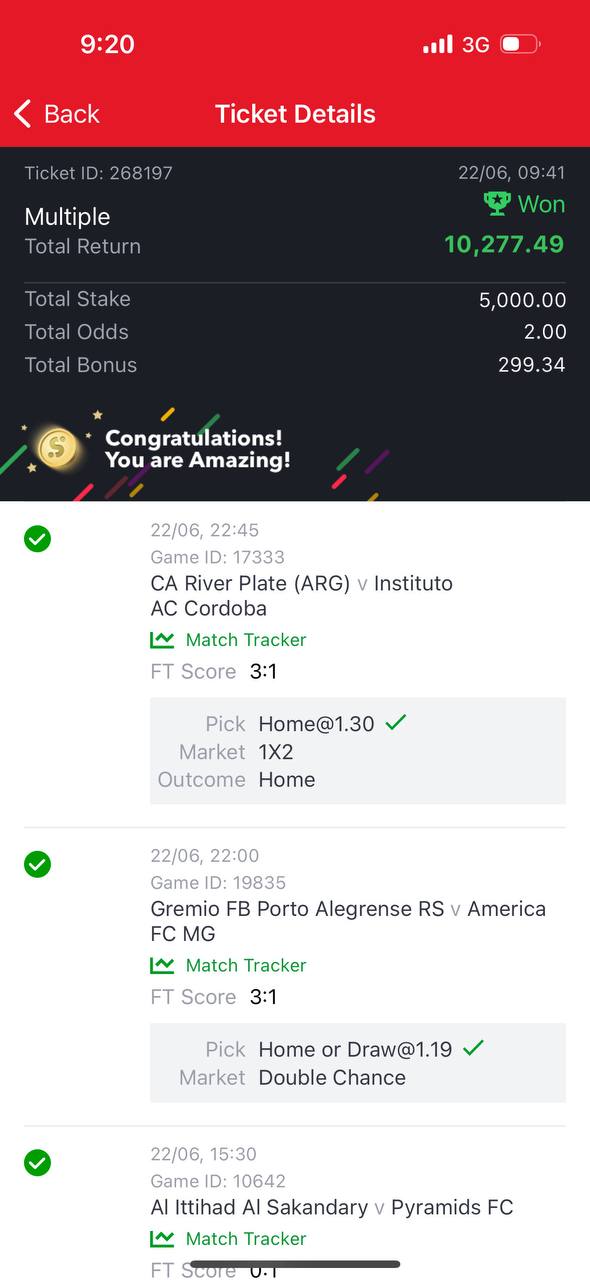 9:20 3G
Back Ticket Details
Ticket ID: 268197 22/06, 09:41
Multiple Won
Total Return 10,277.49
Total Stake 5,000.00
Total Odds 2.00
Total Bonus 299.34
Congratulations!
You are Amazing!
22/06, 22:45
Game ID: 17333
CA River Plate (ARG) v Instituto
AC Cordoba
Match Tracker
FT Score 3:1
Pick Home@1.30
Market 1X2
Outcome Home
22/06, 22:00
Game ID: 19835
Gremio FB Porto Alegrense RS v America
FC MG
Match Tracker
FT Score 3:1
Pick Home or Draw@1.19
Market Double Chance
22/06, 15:30
Game ID: 10642
Al Ittihad Al Sakandary v Pyramids FC
Match Tracker
FT Score 0:1